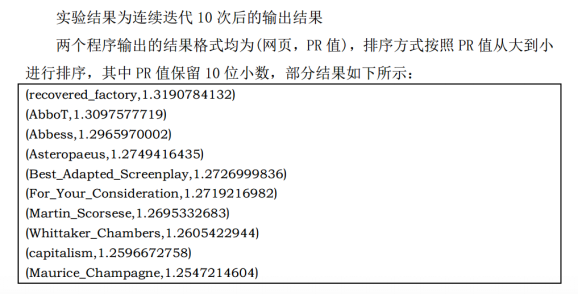 实验结果为连续迭代 10 次后的输出结果
两个程序输出的结果格式均为(网页，PR 值)，排序方式按照 PR 值从大到小
进行排序，其中 PR 值保留 10 位小数，部分结果如下所示：
(recovered_factory,1.3190784132)
(AbboT,1.3097577719)
(Abbess,1.2965970002)
(Asteropaeus,1.2749416435)
(Best_Adapted_Screenplay,1.2726999836)
(For_Your_Consideration,1.2719216982)
(Martin_Scorsese,1.2695332683)
(Whittaker_Chambers,1.2605422944)
(capitalism,1.2596672758)
(Maurice_Champagne,1.2547214604)